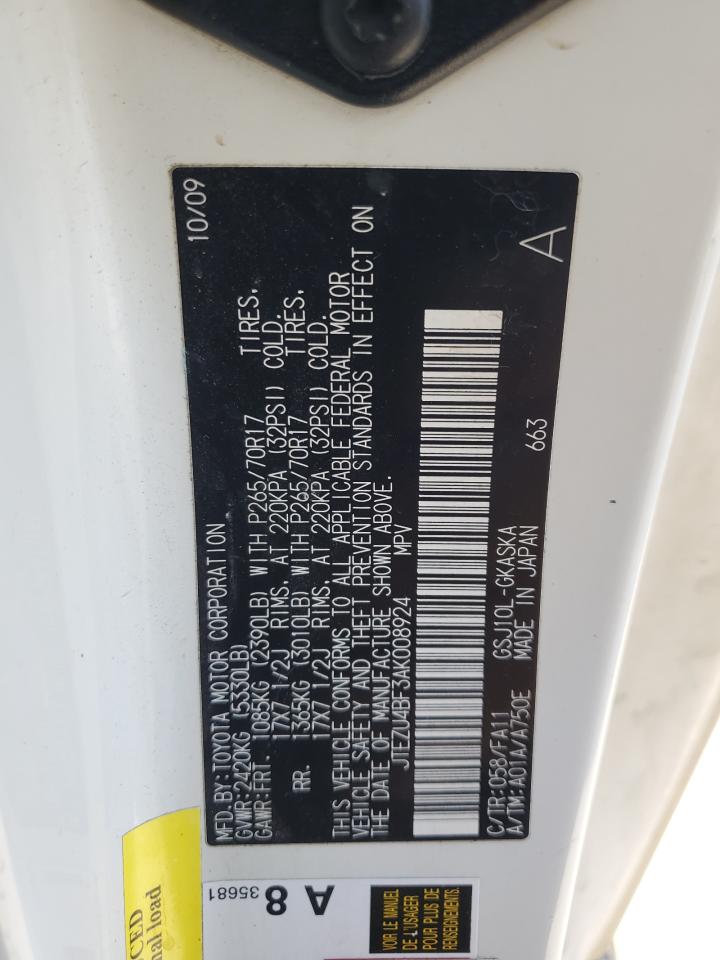 MFD BY:TOYOTA MOTOR CORPORATION 10/09
GVWR:2420KG (5330LB)
GAWR:FRT. 1085KG (2390LB) WITH P265/70R17 TIRES,
17X7 1/2J RIMS, AT 220KPA (32PSI) COLD.
RR. 1365KG (3010LB) WITH P265/70R17 TIRES,
17X7 1/2J RIMS, AT 220KPA (32PSI) COLD.
THIS VEHICLE CONFORMS TO ALL APPLICABLE FEDERAL MOTOR
VEHICLE SAFETY AND THEFT PREVENTION STANDARDS IN EFFECT ON
THE DATE OF MANUFACTURE SHOWN ABOVE.
JTEZU4BF3AK008924 MPV
C/TR:058/FA11 GSJ10L-GKASKA
A/TM:A01A/A750E MADE IN JAPAN 663 A
CED
nal load
A 8
35681
VOIR LE MANUEL
DE L'USAGER
POUR PLUS DE
RENSEIGNEMENTS.